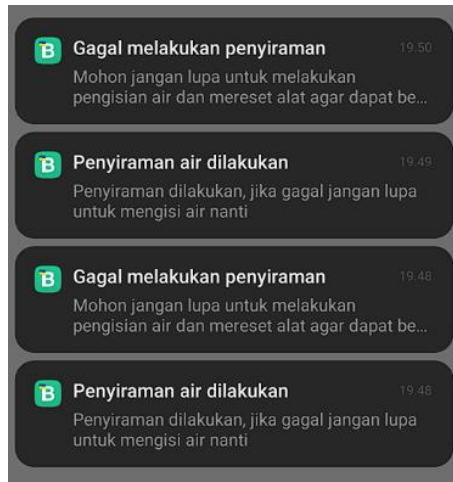 Gagal melakukan penyiraman 19.50
Mohon jangan lupa untuk melakukan
pengisian air dan mereset alat agar dapat be...
Penyiraman air dilakukan 19.49
Penyiraman dilakukan, jika gagal jangan lupa
untuk mengisi air nanti
Gagal melakukan penyiraman 19.48
Mohon jangan lupa untuk melakukan
pengisian air dan mereset alat agar dapat be...
Penyiraman air dilakukan 19.48
Penyiraman dilakukan, jika gagal jangan lupa
untuk mengisi air nanti